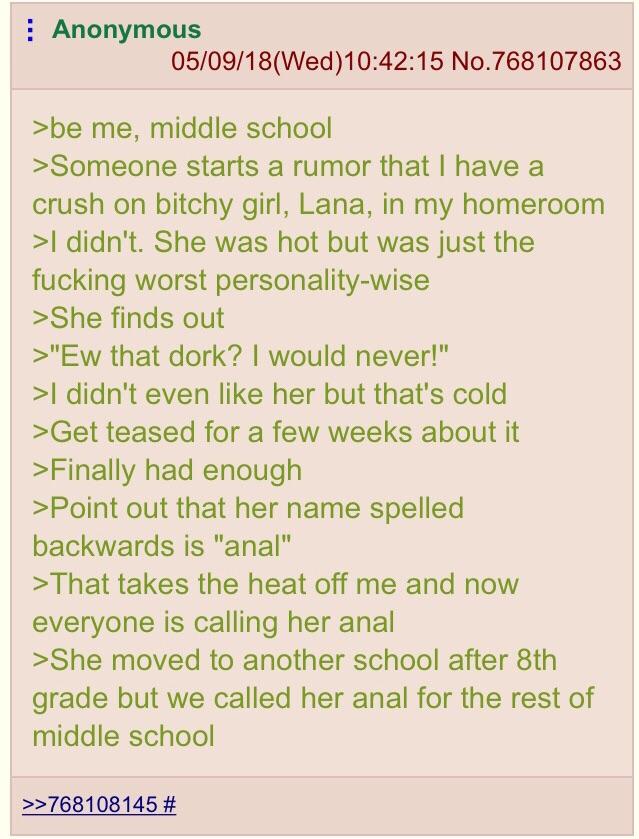 Anonymous
05/09/18(Wed)10:42:15 No.768107863
>be me, middle school
>Someone starts a rumor that I have a
crush on bitchy girl, Lana, in my homeroom
>I didn't. She was hot but was just the
fucking worst personality-wise
>She finds out
>"Ew that dork? I would never!"
>I didn't even like her but that's cold
>Get teased for a few weeks about it
>Finally had enough
>Point out that her name spelled
backwards is "anal"
>That takes the heat off me and now
everyone is calling her anal
>She moved to another school after 8th
grade but we called her anal for the rest of
middle school
>>768108145 #